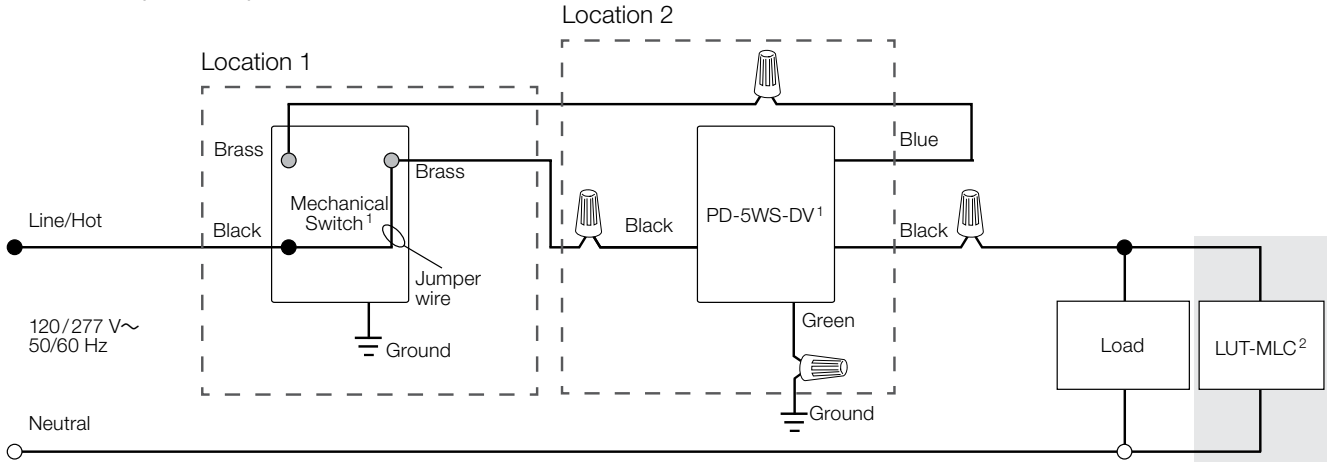 Location 2
Location 1
Brass
Brass
Blue
Mechanical
Switch1
PD-5WS-DV1
Line/Hot
Black
Black
Black
Jumper
wire
120/277 V~
50/60 Hz
Ground
Green
Load
LUT-MLC2
Ground
Neutral